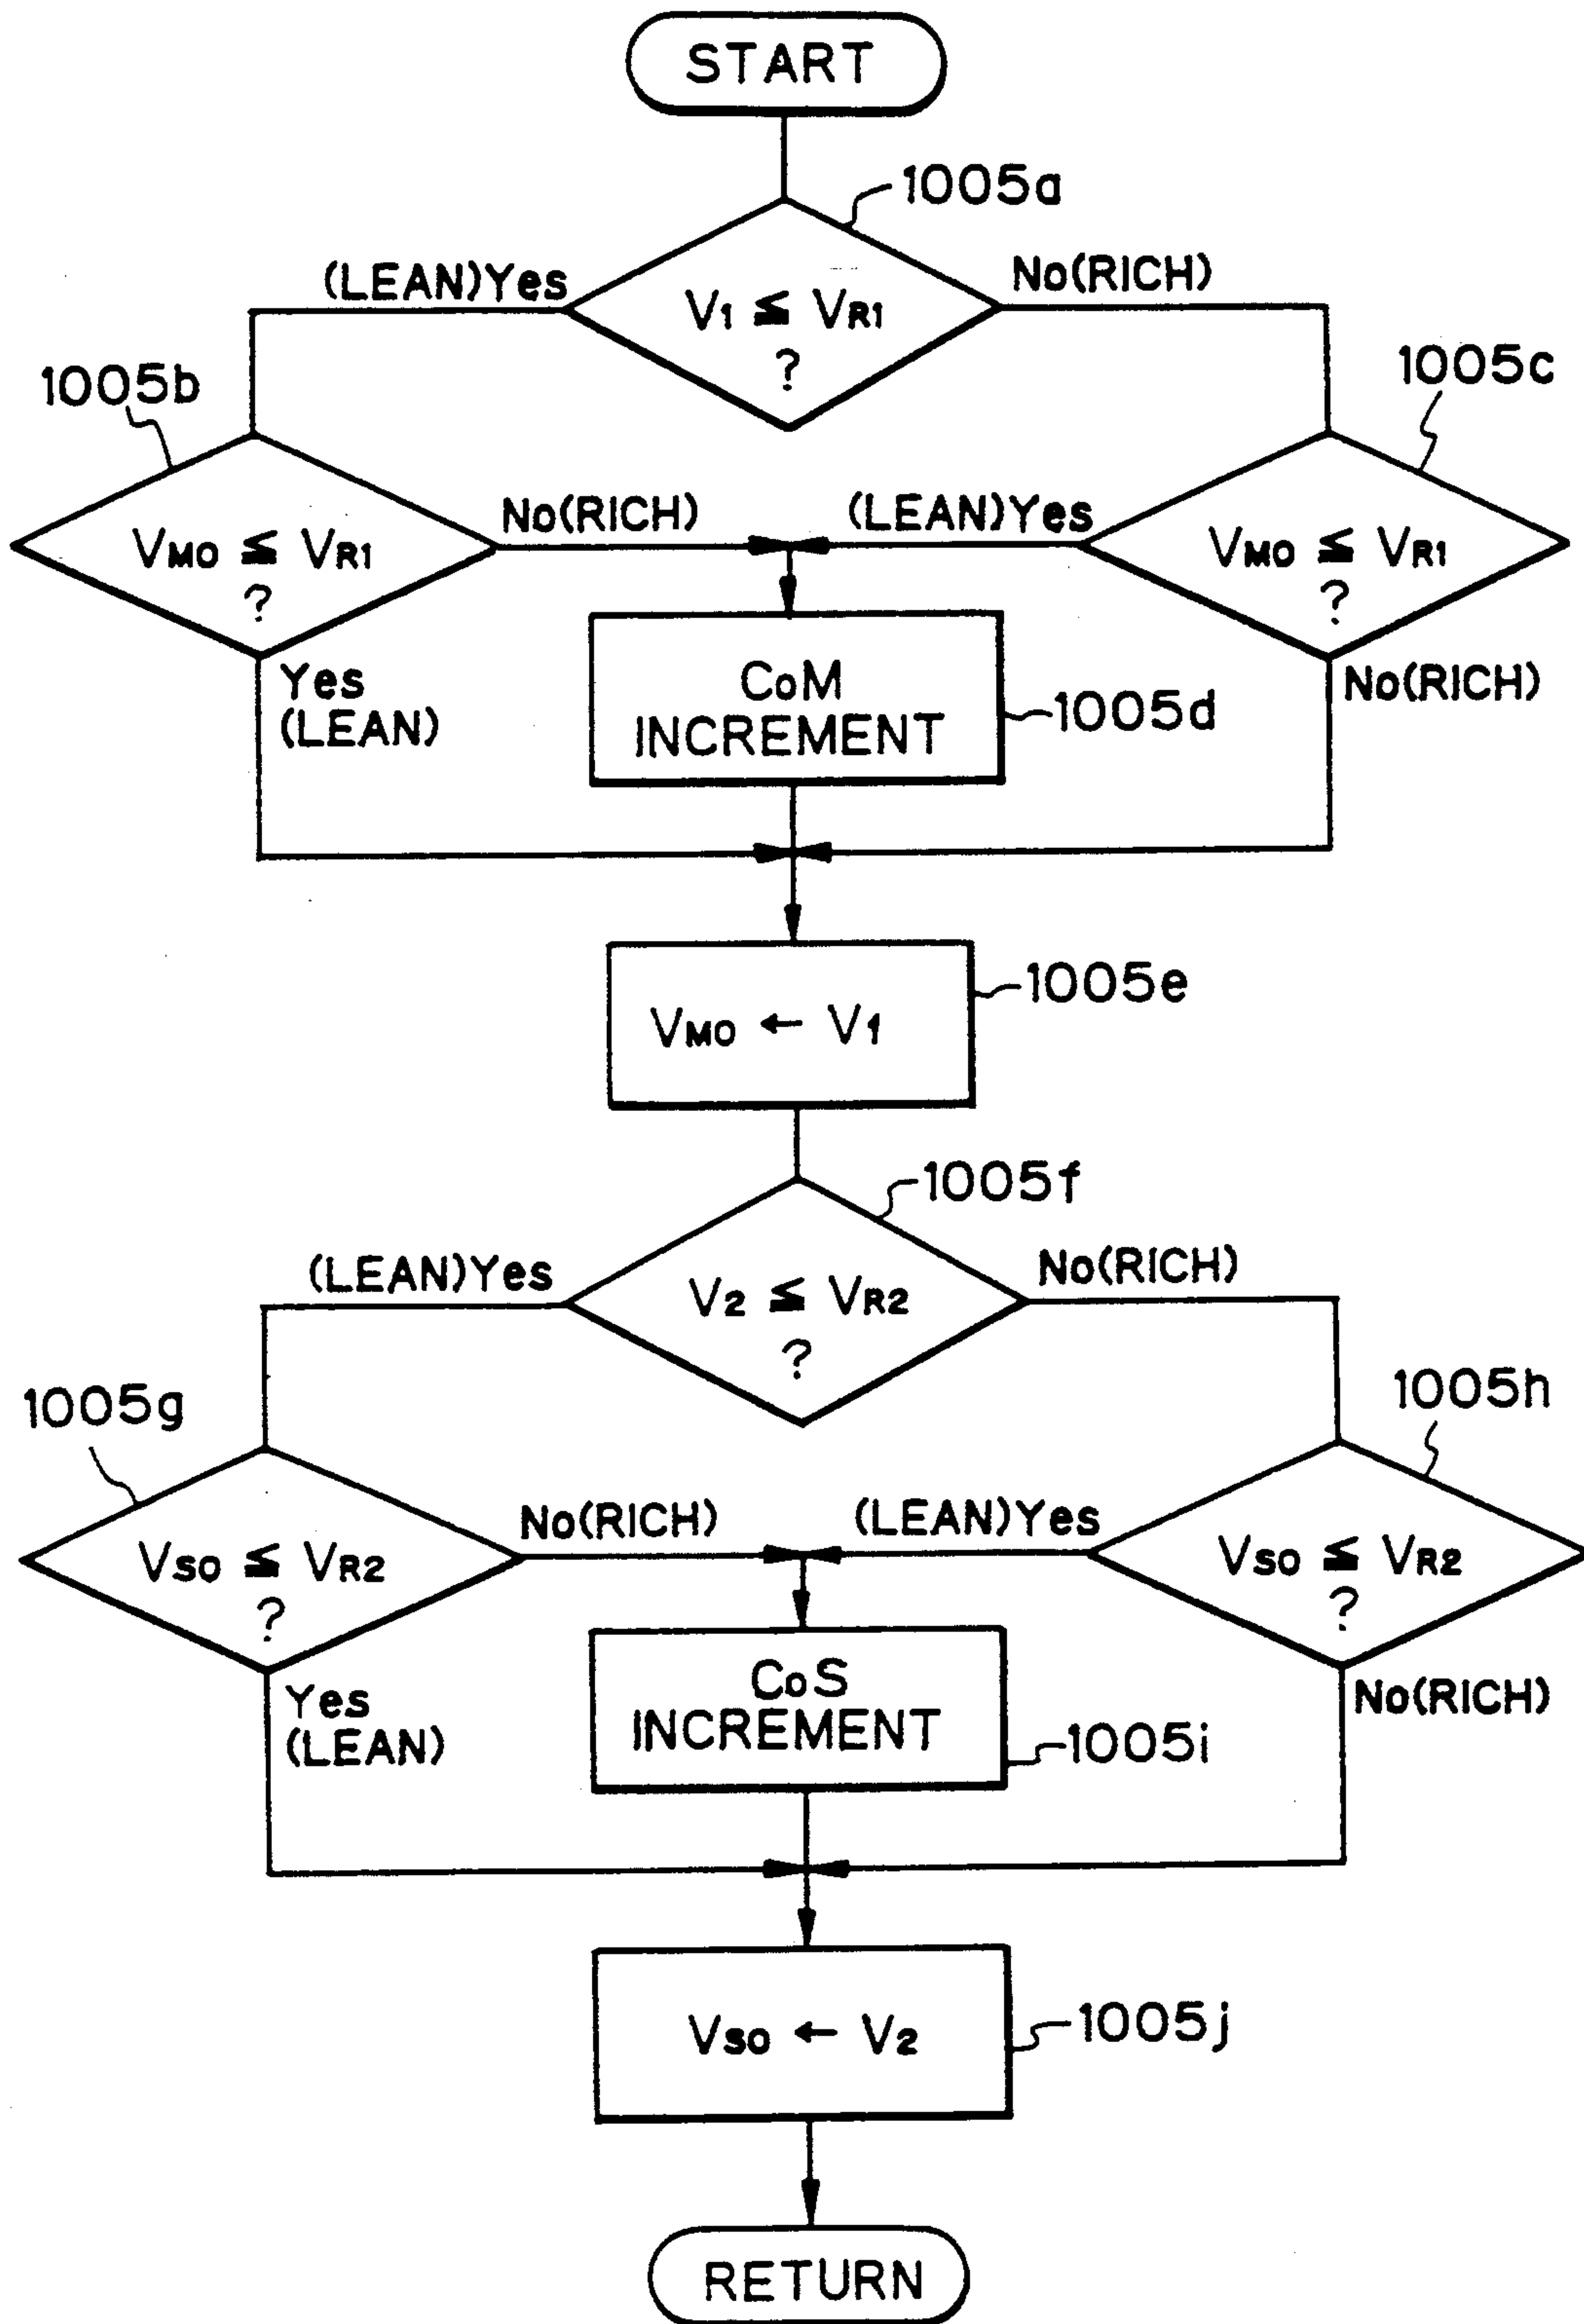 START
1005a
(LEAN)Yes
No(RICH)
V1 ≦ VR1
?
1005b
1005c
No(RICH)
(LEAN)Yes
VMO ≦ VR1
?
VMO ≦ VR1
?
Yes
(LEAN)
CoM
INCREMENT
1005d
No(RICH)
1005e
VMO ← V1
1005f
(LEAN)Yes
No(RICH)
V2 ≦ VR2
?
1005g
1005h
No(RICH)
(LEAN)Yes
VSO ≦ VR2
?
VSO ≦ VR2
?
Yes
(LEAN)
CoS
INCREMENT
1005i
No(RICH)
VSO ← V2
1005j
RETURN